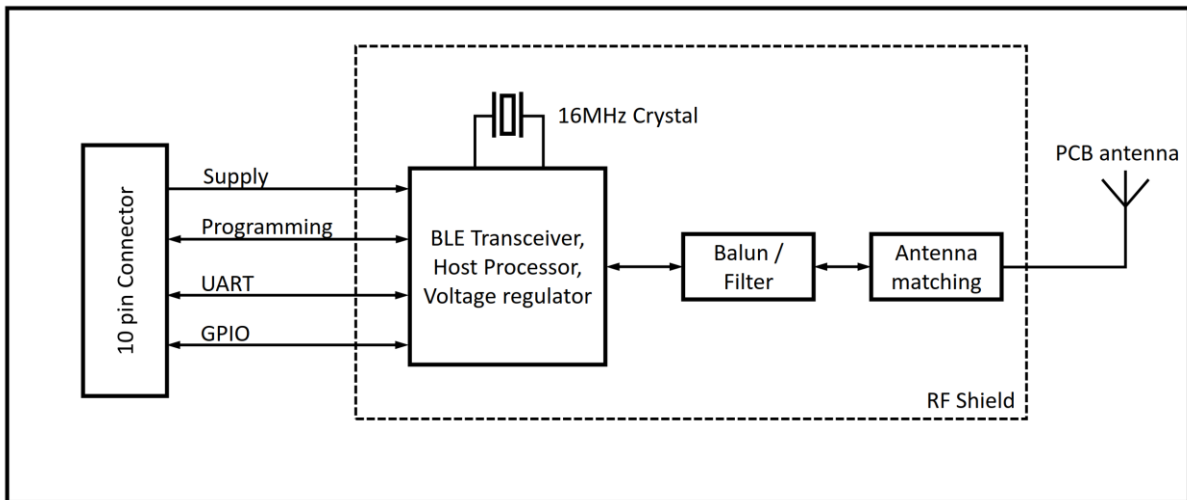 16MHz Crystal
PCB antenna
10 pin Connector
Supply
Programming
UART
GPIO
BLE Transceiver,
Host Processor,
Voltage regulator
Balun /
Filter
Antenna
matching
RF Shield